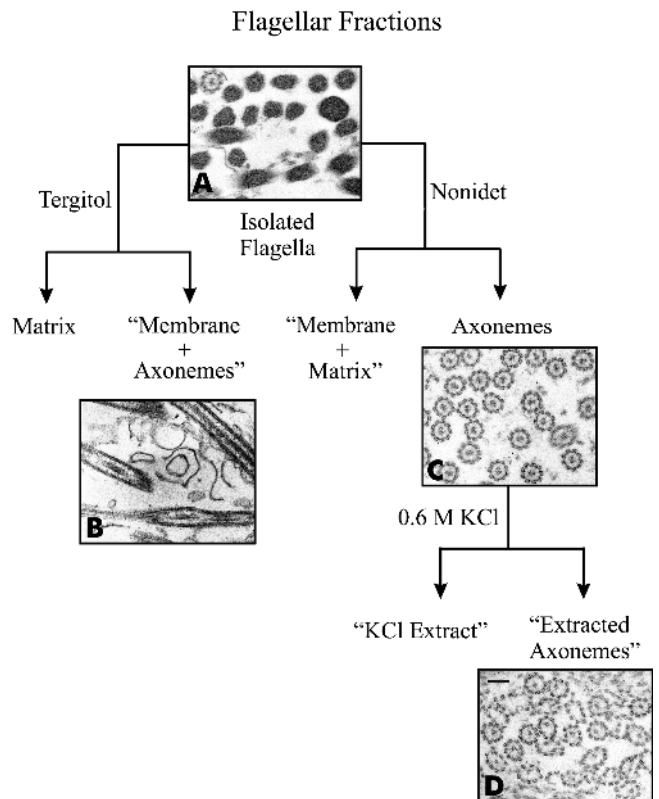 Flagellar Fractions
A
Tergitol
Nonidet
Isolated
Flagella
Matrix
“Membrane
+
Axonemes”
“Membrane
+
Matrix”
Axonemes
B
C
0.6 M KCl
“KCl Extract”
“Extracted
Axonemes”
D